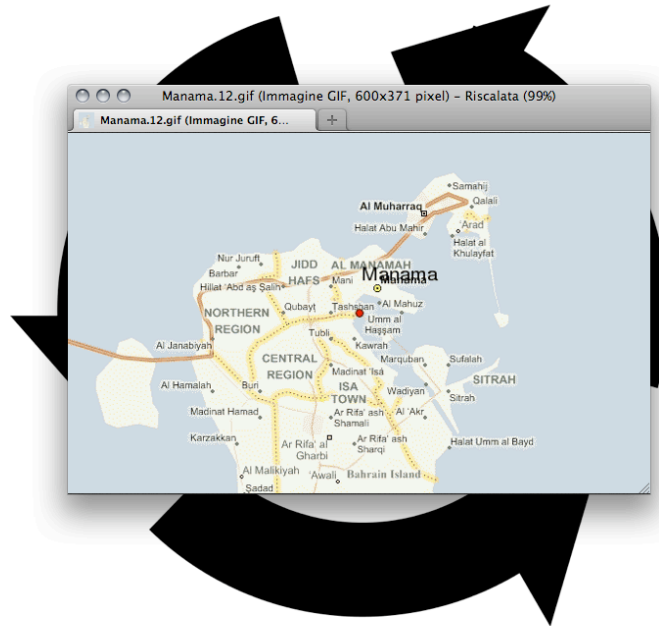 Manama.12.gif (Immagine GIF, 600x371 pixel) – Riscalata (99%)
Manama.12.gif (Immagine GIF, 6...
Samahij
Qalali
Al Muharraq
'Arad
Halat Abu Mahir
Halat al
Khulayfat
Nur Juruft
JIDD
HAFS
AL MANAMAH
Barbar
Manama
Manama
Hillat 'Abd aş Şalih
Mani
Qubayţ
Tashshan
Al Mahuz
NORTHERN
REGION
Umm al
Haşşam
Tubli
Al Janabiyah
Kawrah
CENTRAL
REGION
Marquban
Sufalah
Madinat 'Isá
SITRAH
Al Hamalah
Buri
ISA
TOWN
Wadiyan
Sitrah
Madinat Hamad
Ar Rifa' ash
Shamali
Al 'Akr
Karzakkan
Ar Rifa' al
Gharbi
Ar Rifa' ash
Sharqi
Halat Umm al Bayd
Al Malikiyah
'Awali
Bahrain Island
Şadad